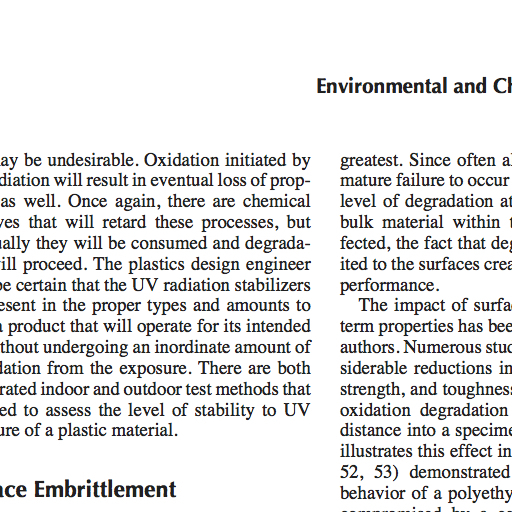 Environmental and Ch
ay be undesirable. Oxidation initiated by
diation will result in eventual loss of prop-
as well. Once again, there are chemical
ves that will retard these processes, but
ually they will be consumed and degrada-
will proceed. The plastics design engineer
be certain that the UV radiation stabilizers
esent in the proper types and amounts to
a product that will operate for its intended
thout undergoing an inordinate amount of
dation from the exposure. There are both
rated indoor and outdoor test methods that
ed to assess the level of stability to UV
ure of a plastic material.
ace Embrittlement
greatest. Since often al
mature failure to occur
level of degradation at
bulk material within t
fected, the fact that deg
ited to the surfaces crea
performance.
The impact of surfa
term properties has bee
authors. Numerous stud
siderable reductions in
strength, and toughness
oxidation degradation
distance into a specime
illustrates this effect in
52, 53) demonstrated
behavior of a polyethy